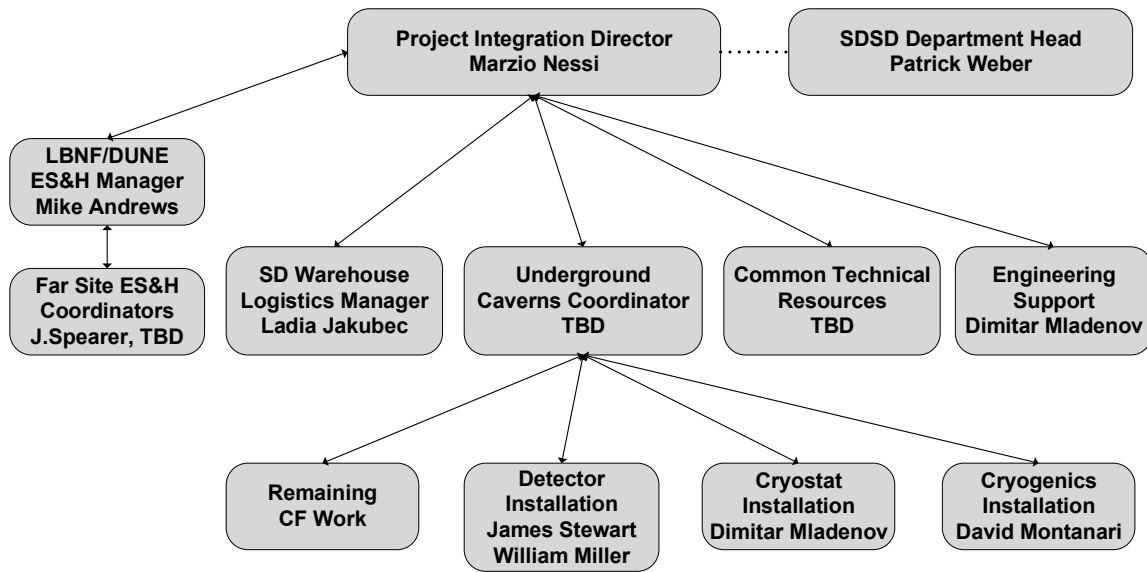 Project Integration Director
Marzio Nessi
SDSD Department Head
Patrick Weber
LBNF/DUNE
ES&H Manager
Mike Andrews
Far Site ES&H
Coordinators
J.Spearer, TBD
SD Warehouse
Logistics Manager
Ladia Jakubec
Underground
Caverns Coordinator
TBD
Common Technical
Resources
TBD
Engineering
Support
Dimitar Mladenov
Remaining
CF Work
Detector
Installation
James Stewart
William Miller
Cryostat
Installation
Dimitar Mladenov
Cryogenics
Installation
David Montanari